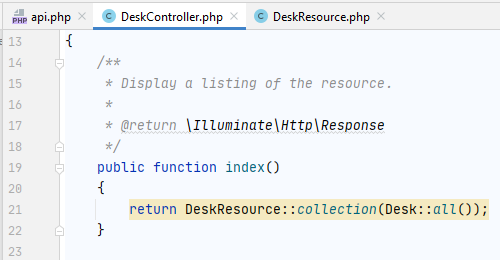 api.php DeskController.php DeskResource.php
13 {
14 /**
15 * Display a listing of the resource.
16 *
17 * @return \Illuminate\Http\Response
18 */
19 public function index()
20 {
21 return DeskResource::collection(Desk::all());
22 }
23